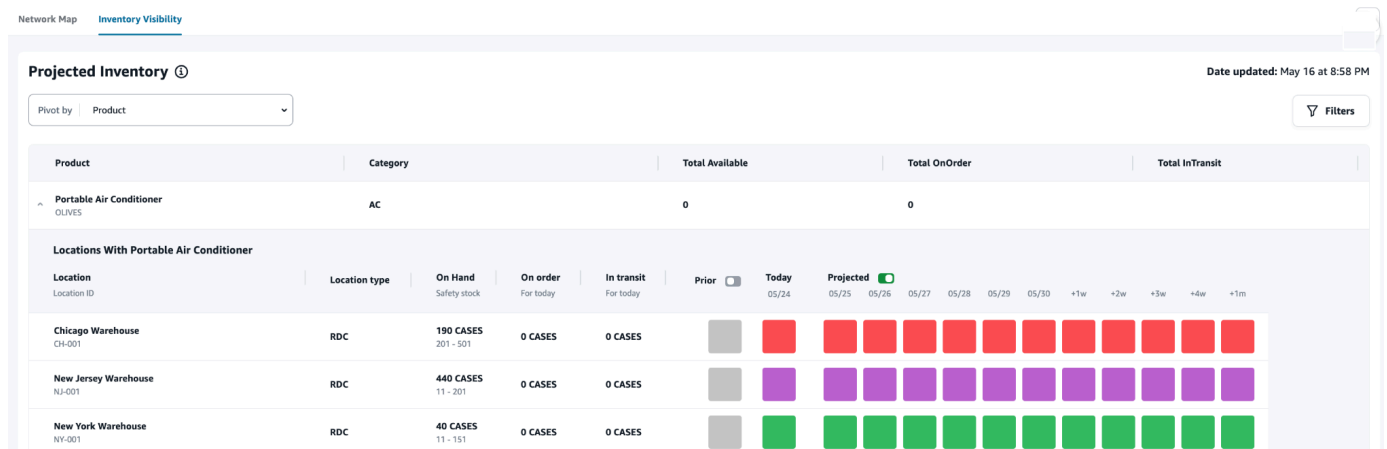 Network Map Inventory Visibility
Projected Inventory
Date updated: May 16 at 8:58 PM
Pivot by Product
Filters
Product Category Total Available Total OnOrder Total InTransit
Portable Air Conditioner AC 0 0
OLIVES
Locations With Portable Air Conditioner
Location Location type On Hand On order In transit Prior Today Projected
Location ID Safety stock For today For today 05/24 05/25 05/26 05/27 05/28 05/29 05/30 +1w +2w +3w +4w +1m
Chicago Warehouse RDC 190 CASES 0 CASES 0 CASES
CH-001 201 - 501
New Jersey Warehouse RDC 440 CASES 0 CASES 0 CASES
NJ-001 11 - 201
New York Warehouse RDC 40 CASES 0 CASES 0 CASES
NY-001 11 - 151